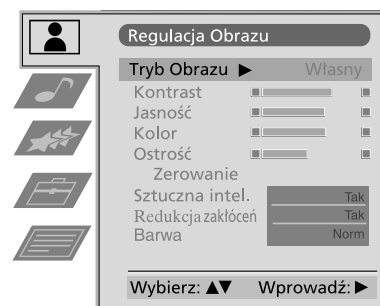 Regulacja Obrazu
Tryb Obrazu ▶ Własny
Kontrast
Jasność
Kolor
Ostrość
Zerowanie
Sztuczna intel. Tak
Redukcja zakłóceń Tak
Barwa Norm
Wybierz: ▲▼ Wprowadź: ▶